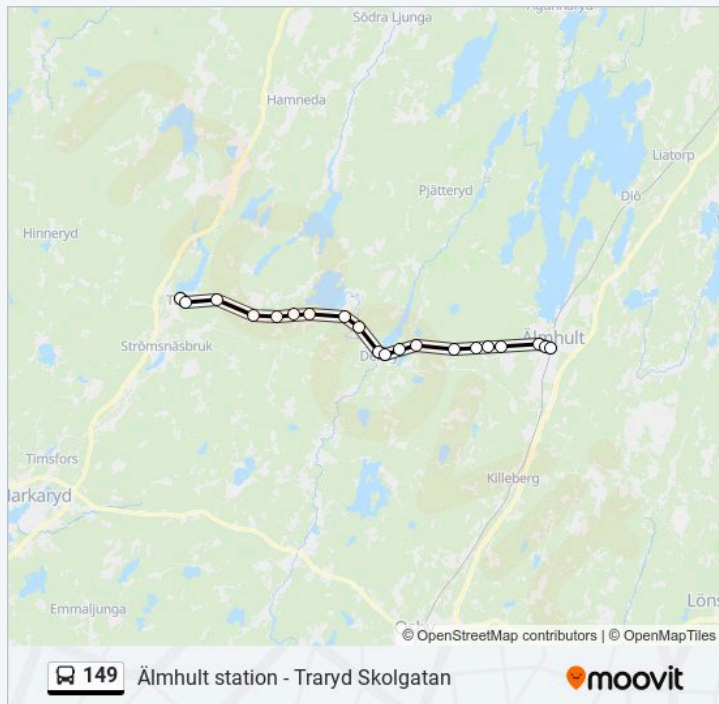 Södra Ljunga
Hamneda
Liatorp
Pjätteryd
Diö
Hinneryd
Strömsnäsbruk
Älmhult
Timsfors
Killeberg
Markaryd
Emmaljunga
Löns
© OpenStreetMap contributors | © OpenMapTiles
149 Älmhult station - Traryd Skolgatan moovit